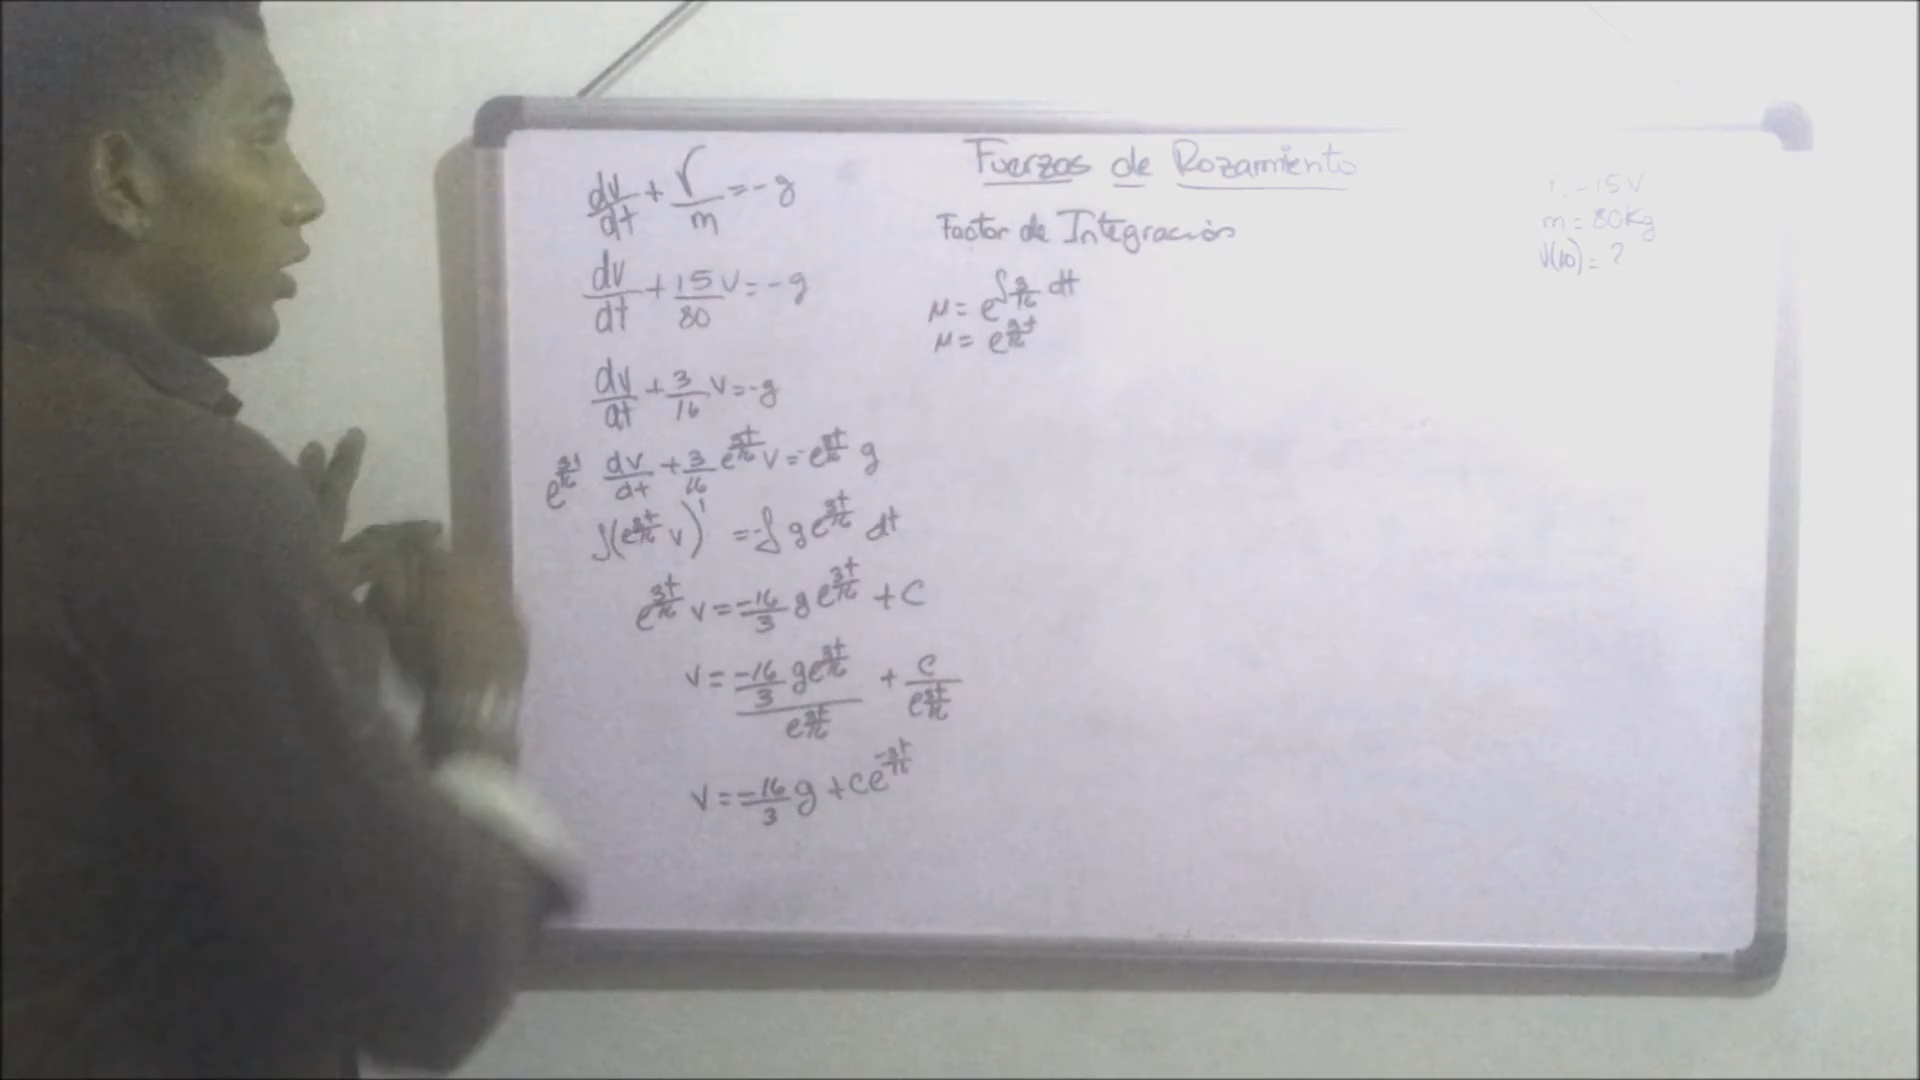 Fuerzas de Rozamiento
dv/dt + r/m = -g
dv/dt + 15/80 v = -g
dv/dt + 3/16 v = -g
e^(3t/16) dv/dt + 3/16 e^(3t/16) v = -e^(3t/16) g
∫(e^(3t/16) v)' = -∫ g e^(3t/16) dt
e^(3t/16) v = -16/3 g e^(3t/16) + C
v = (-16/3 g e^(3t/16))/e^(3t/16) + C/e^(3t/16)
v = -16/3 g + C e^(-3t/16)
Factor de Integración
μ = e^(∫3/16 dt)
μ = e^(3t/16)
15V
m = 80Kg
V(10) = ?